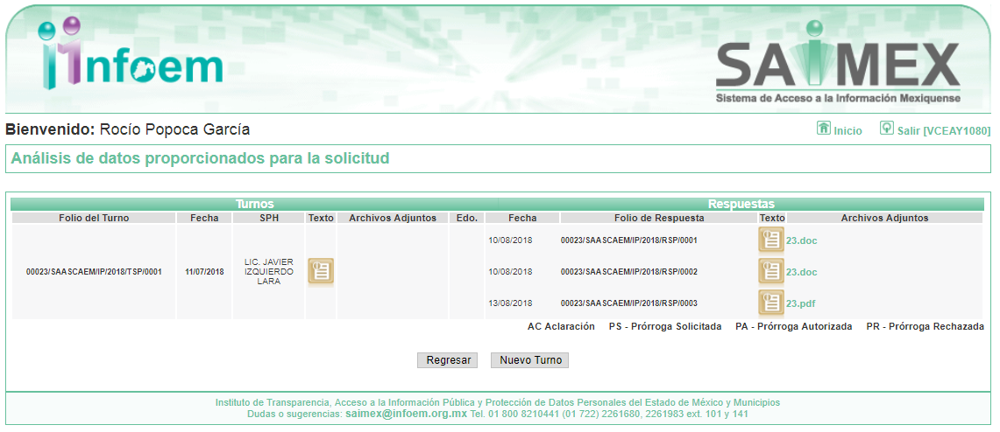 infoem
SAIMEX
Sistema de Acceso a la Información Mexiquense
Bienvenido: Rocío Popoca García
Inicio Salir [VCEAY1080]
Análisis de datos proporcionados para la solicitud
Turnos Respuestas
Folio del Turno Fecha SPH Texto Archivos Adjuntos Edo. Fecha Folio de Respuesta Texto Archivos Adjuntos
10/08/2018 00023/SAASCAEM/IP/2018/RSP/0001 23.doc
00023/SAASCAEM/IP/2018/TSP/0001 11/07/2018 LIC. JAVIER
IZQUIERDO
LARA
10/08/2018 00023/SAASCAEM/IP/2018/RSP/0002 23.doc
13/08/2018 00023/SAASCAEM/IP/2018/RSP/0003 23.pdf
AC Aclaración PS - Prórroga Solicitada PA - Prórroga Autorizada PR - Prórroga Rechazada
Regresar Nuevo Turno
Instituto de Transparencia, Acceso a la Información Pública y Protección de Datos Personales del Estado de México y Municipios
Dudas o sugerencias: saimex@infoem.org.mx Tel. 01 800 8210441 (01 722) 2261680, 2261983 ext. 101 y 141